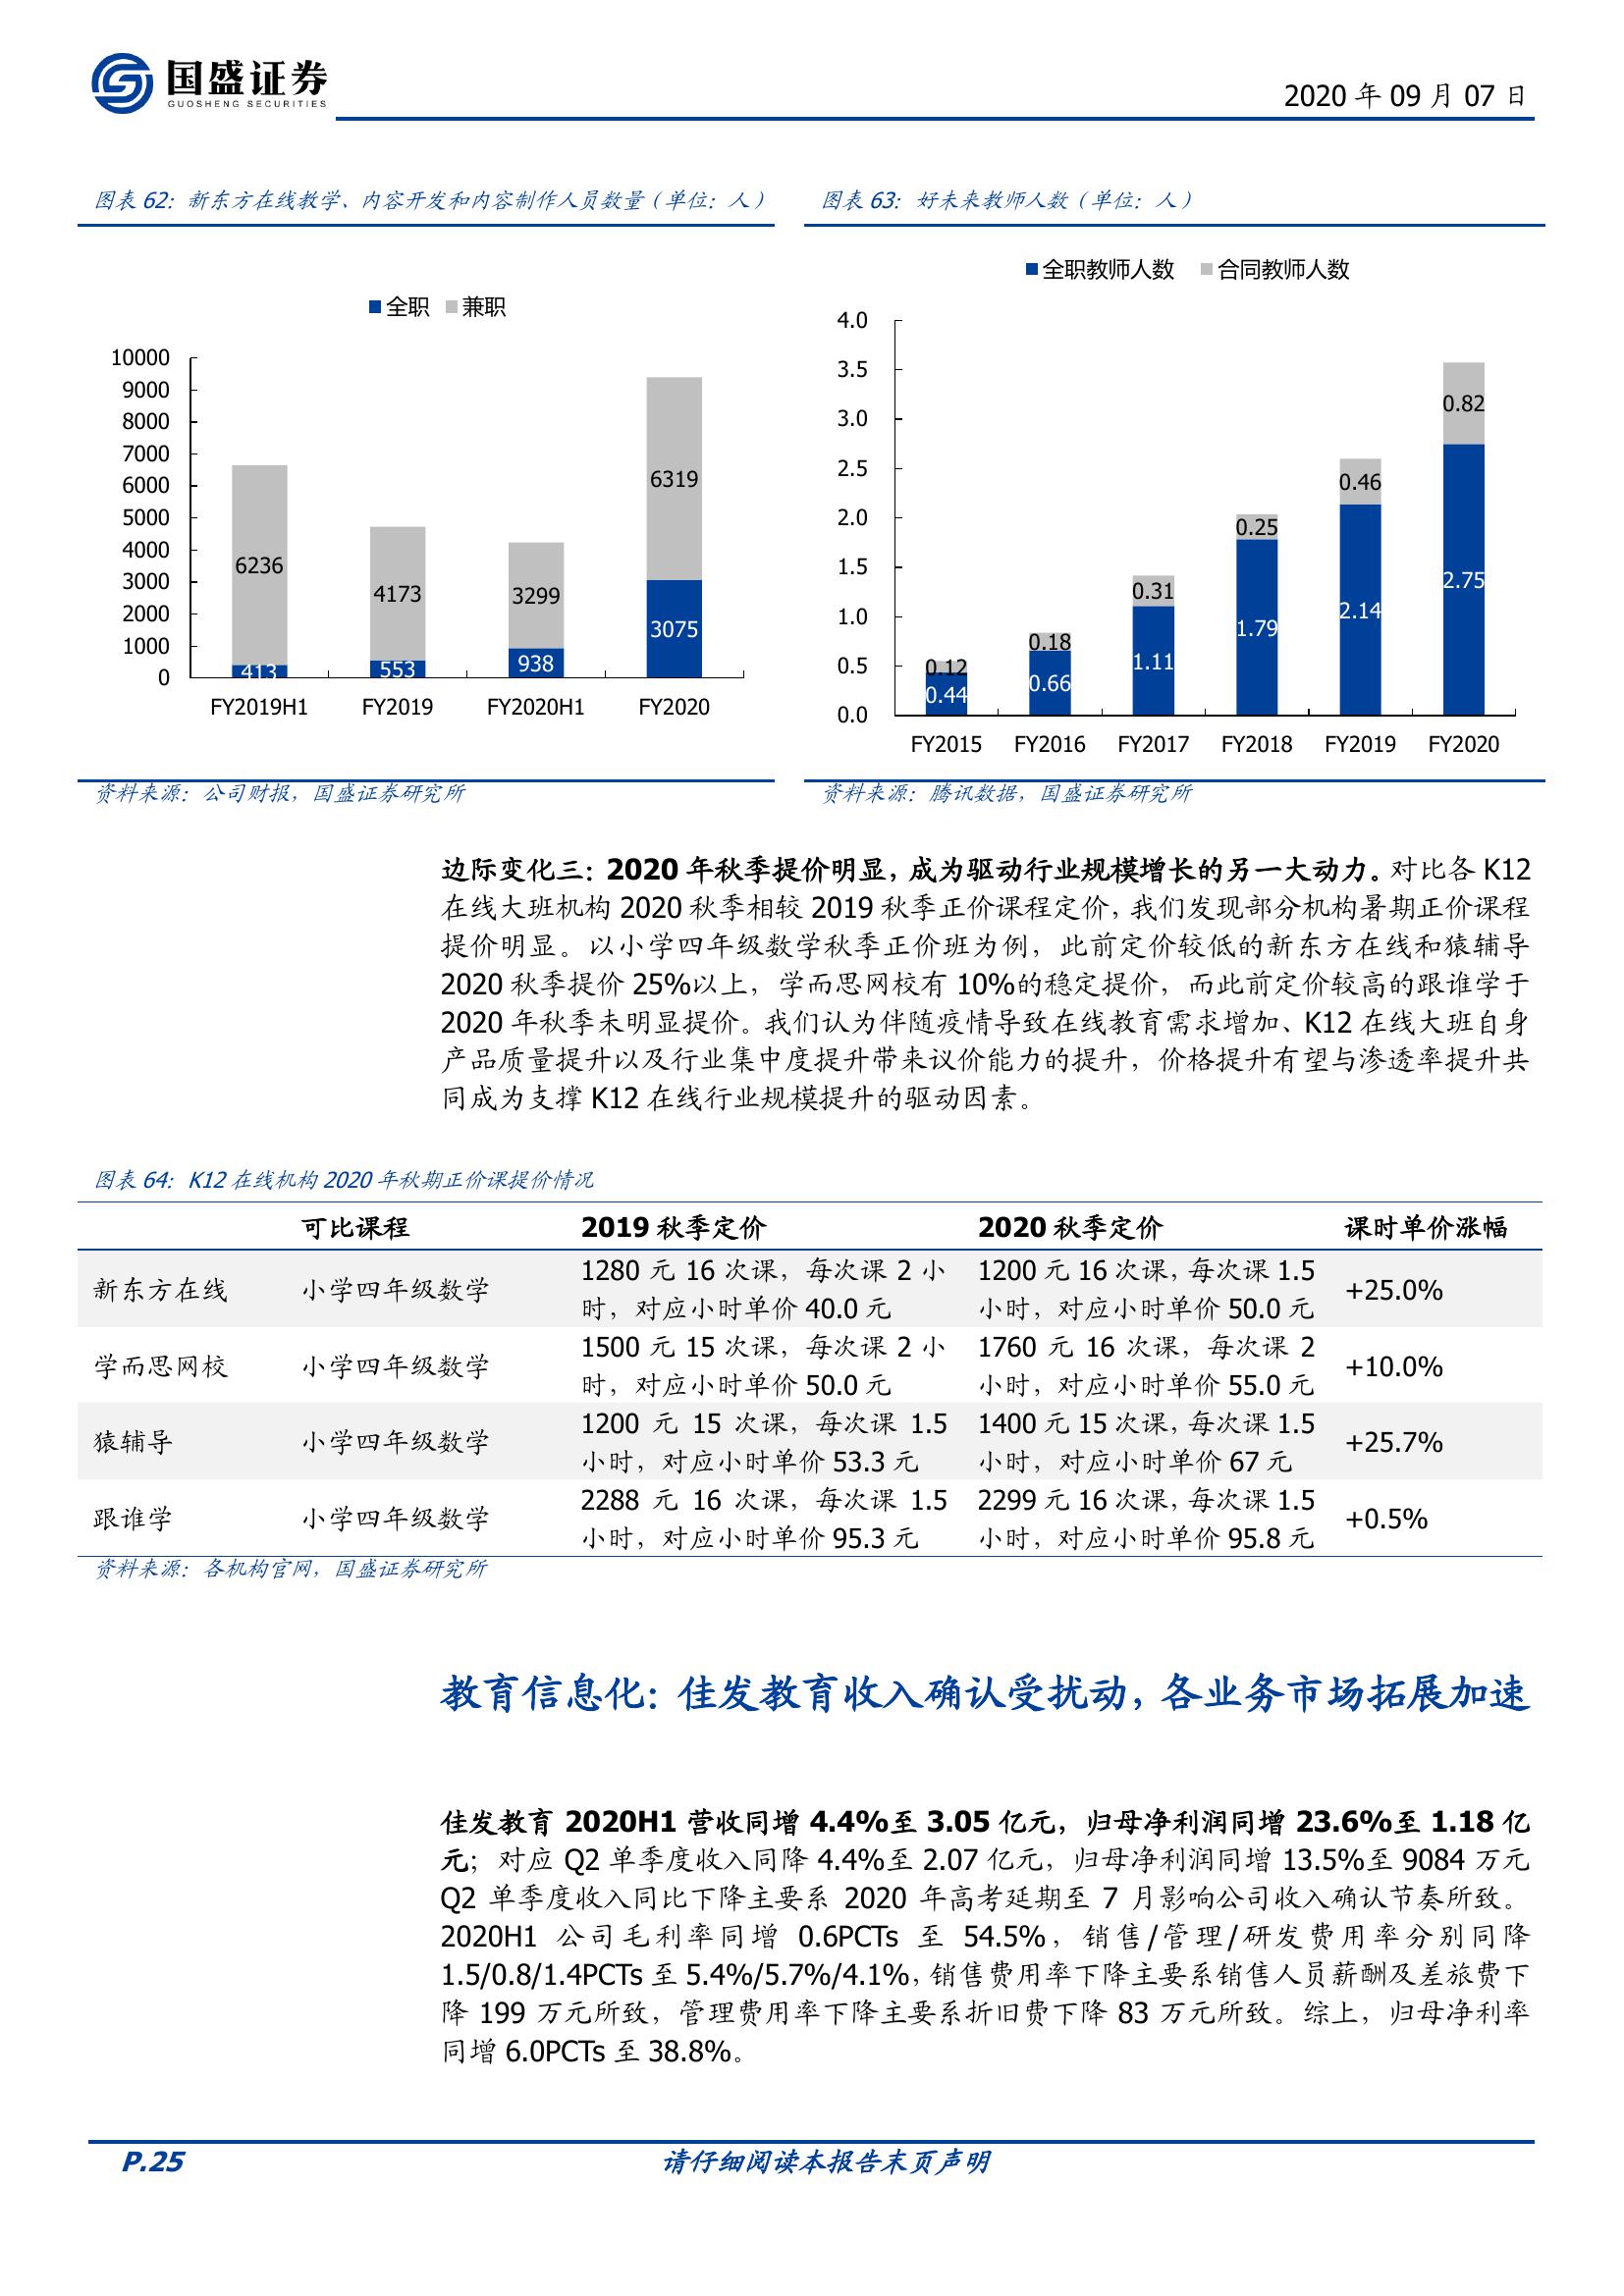 国盛证券
GUOSHENG SECURITIES
2020 年 09 月 07 日
图表 62：新东方在线教学、内容开发和内容制作人员数量（单位：人）
全职 兼职
10000
9000
8000
7000
6000
5000
4000
3000
2000
1000
0
6236
4173
3299
6319
413
553
938
3075
FY2019H1 FY2019 FY2020H1 FY2020
资料来源：公司财报，国盛证券研究所
图表 63：好未来教师人数（单位：人）
全职教师人数 合同教师人数
4.0
3.5
3.0
2.5
2.0
1.5
1.0
0.5
0.0
0.12
0.18
0.31
0.25
0.46
0.82
0.44
0.66
1.11
1.79
2.14
2.75
FY2015 FY2016 FY2017 FY2018 FY2019 FY2020
资料来源：腾讯数据，国盛证券研究所
边际变化三：2020 年秋季提价明显，成为驱动行业规模增长的另一大动力。对比各 K12
在线大班机构 2020 秋季相较 2019 秋季正价课程定价，我们发现部分机构暑期正价课程
提价明显。以小学四年级数学秋季正价班为例，此前定价较低的新东方在线和猿辅导
2020 秋季提价 25%以上，学而思网校有 10%的稳定提价，而此前定价较高的跟谁学于
2020 年秋季未明显提价。我们认为伴随疫情导致在线教育需求增加、K12 在线大班自身
产品质量提升以及行业集中度提升带来议价能力的提升，价格提升有望与渗透率提升共
同成为支撑 K12 在线行业规模提升的驱动因素。
图表 64：K12 在线机构 2020 年秋期正价课提价情况
可比课程 2019 秋季定价 2020 秋季定价 课时单价涨幅
新东方在线 小学四年级数学 1280 元 16 次课，每次课 2 小时，对应小时单价 40.0 元 1200 元 16 次课，每次课 1.5 小时，对应小时单价 50.0 元 +25.0%
学而思网校 小学四年级数学 1500 元 15 次课，每次课 2 小时，对应小时单价 50.0 元 1760 元 16 次课，每次课 2 小时，对应小时单价 55.0 元 +10.0%
猿辅导 小学四年级数学 1200 元 15 次课，每次课 1.5 小时，对应小时单价 53.3 元 1400 元 15 次课，每次课 1.5 小时，对应小时单价 67 元 +25.7%
跟谁学 小学四年级数学 2288 元 16 次课，每次课 1.5 小时，对应小时单价 95.3 元 2299 元 16 次课，每次课 1.5 小时，对应小时单价 95.8 元 +0.5%
资料来源：各机构官网，国盛证券研究所
教育信息化：佳发教育收入确认受扰动，各业务市场拓展加速
佳发教育 2020H1 营收同增 4.4%至 3.05 亿元，归母净利润同增 23.6%至 1.18 亿
元；对应 Q2 单季度收入同降 4.4%至 2.07 亿元，归母净利润同增 13.5%至 9084 万元
Q2 单季度收入同比下降主要系 2020 年高考延期至 7 月影响公司收入确认节奏所致。
2020H1 公司毛利率同增 0.6PCTs 至 54.5%，销售/管理/研发费用率分别同降
1.5/0.8/1.4PCTs 至 5.4%/5.7%/4.1%，销售费用率下降主要系销售人员薪酬及差旅费下
降 199 万元所致，管理费用率下降主要系折旧费下降 83 万元所致。综上，归母净利率
同增 6.0PCTs 至 38.8%。
P.25 请仔细阅读本报告末页声明